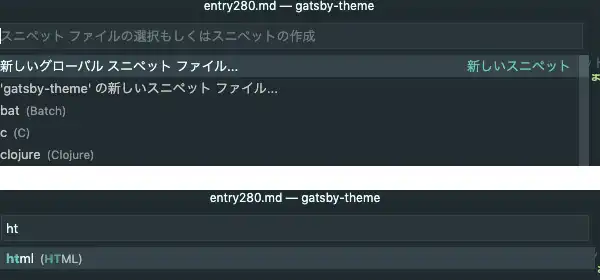 entry280.md — gatsby-theme
スニペット ファイルの選択もしくはスニペットの作成
新しいグローバル スニペット ファイル... 新しいスニペット
'gatsby-theme' の新しいスニペット ファイル...
bat (Batch)
c (C)
clojure (Clojure)
entry280.md — gatsby-theme
ht
html (HTML)